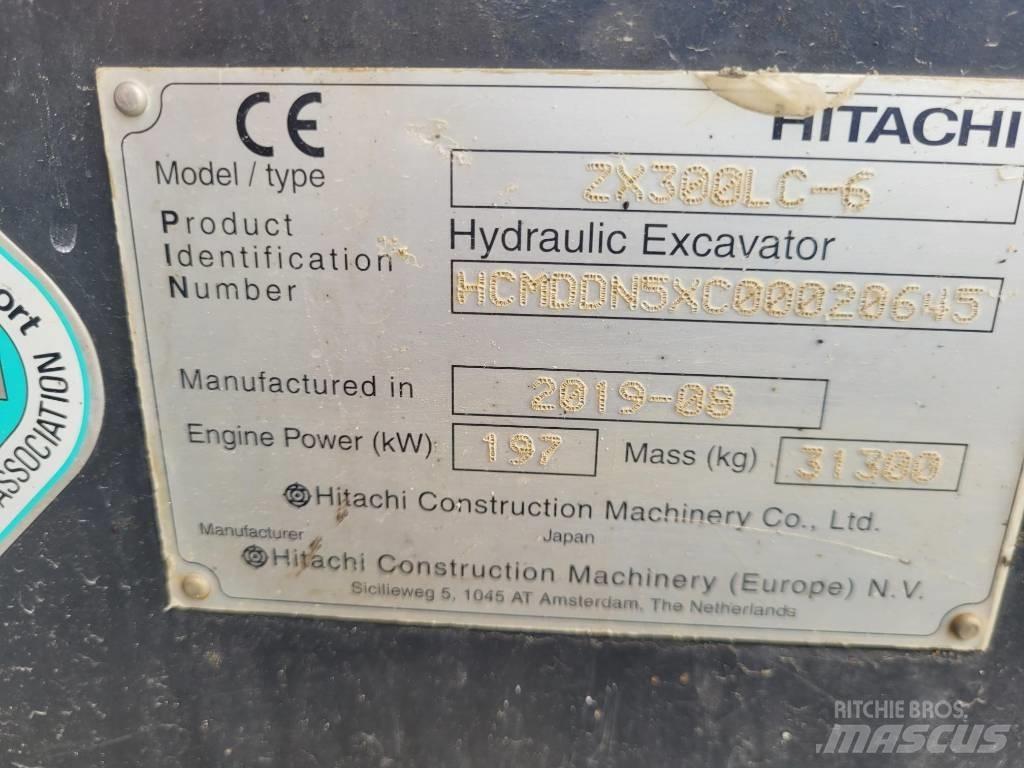 CE
HITACHI
Model / type ZX300LC-6
Product Hydraulic Excavator
Identification
Number HCMDDN5XC00020645
Manufactured in 2019-08
Engine Power (kW) 197 Mass (kg) 31300
Hitachi Construction Machinery Co., Ltd.
Manufacturer Japan
Hitachi Construction Machinery (Europe) N.V.
Sicilieweg 5, 1045 AT Amsterdam, The Netherlands
ASSOCIATION
RITCHIE BROS.
MASCUS